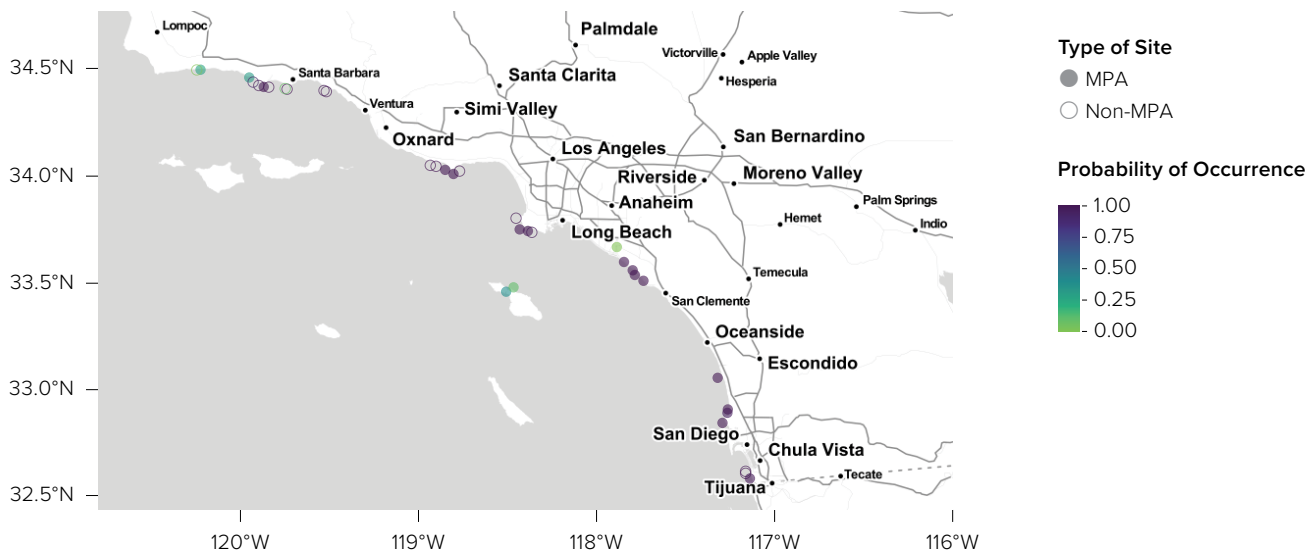 Lompoc
Palmdale
Victorville
Apple Valley
34.5°N
Santa Barbara
Santa Clarita
Hesperia
Ventura
Simi Valley
Oxnard
San Bernardino
Los Angeles
34.0°N
Riverside
Moreno Valley
Anaheim
Palm Springs
Hemet
Indio
Long Beach
Temecula
33.5°N
San Clemente
Oceanside
Escondido
33.0°N
San Diego
Chula Vista
Tecate
Tijuana
32.5°N
120°W
119°W
118°W
117°W
116°W
Type of Site
MPA
Non-MPA
Probability of Occurrence
1.00
0.75
0.50
0.25
0.00